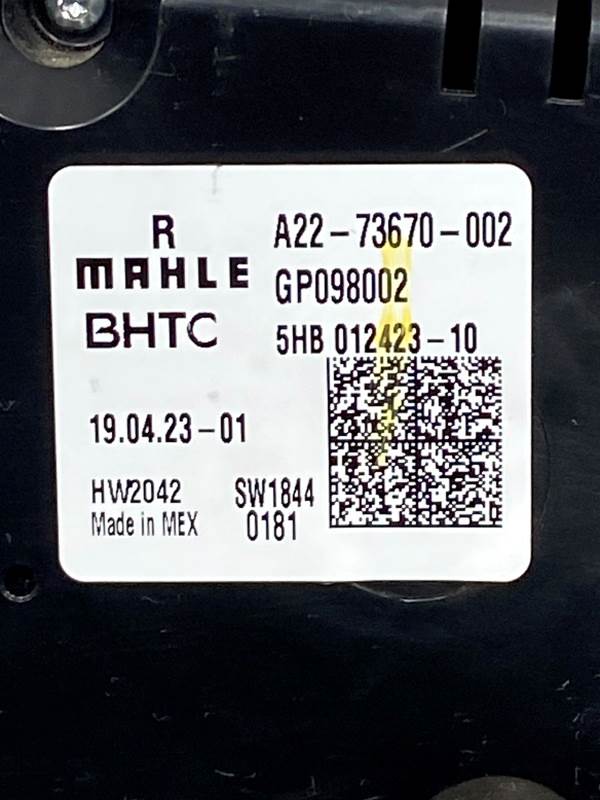 R
MAHLE
BHTC
A22-73670-002
GP098002
5HB 012423-10
19.04.23-01
HW2042 SW1844
Made in MEX 0181